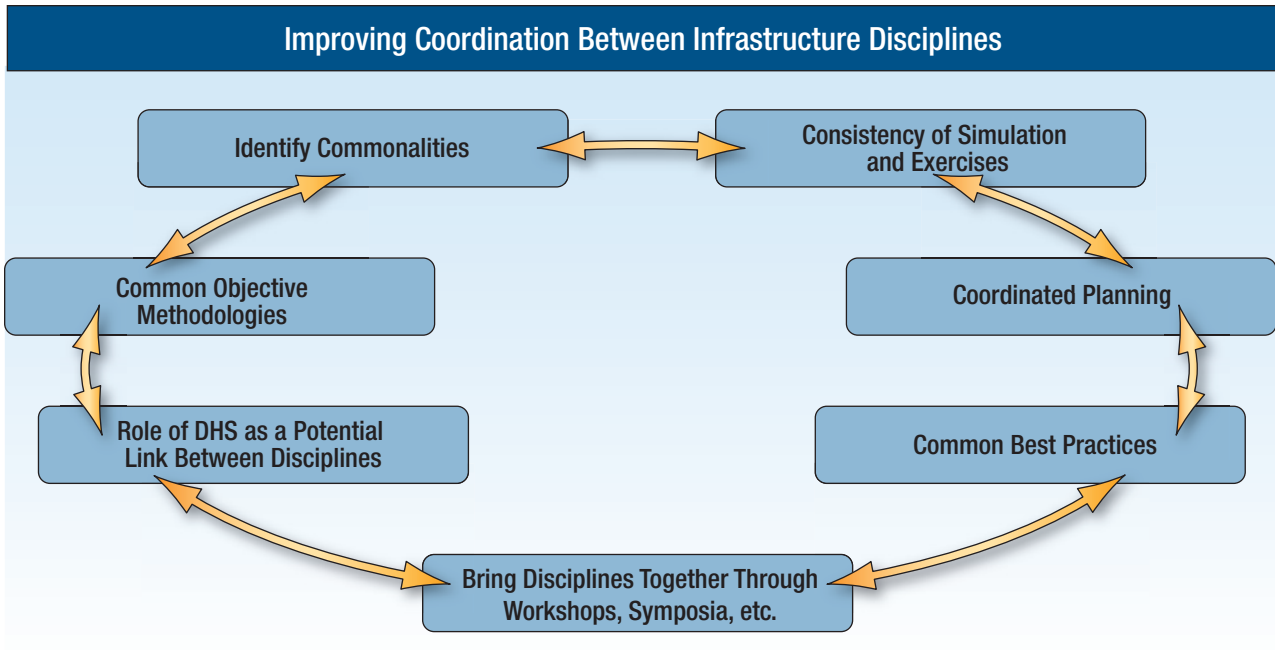 Improving Coordination Between Infrastructure Disciplines
Identify Commonalities
Consistency of Simulation
and Exercises
Common Objective
Methodologies
Coordinated Planning
Role of DHS as a Potential
Link Between Disciplines
Common Best Practices
Bring Disciplines Together Through
Workshops, Symposia, etc.